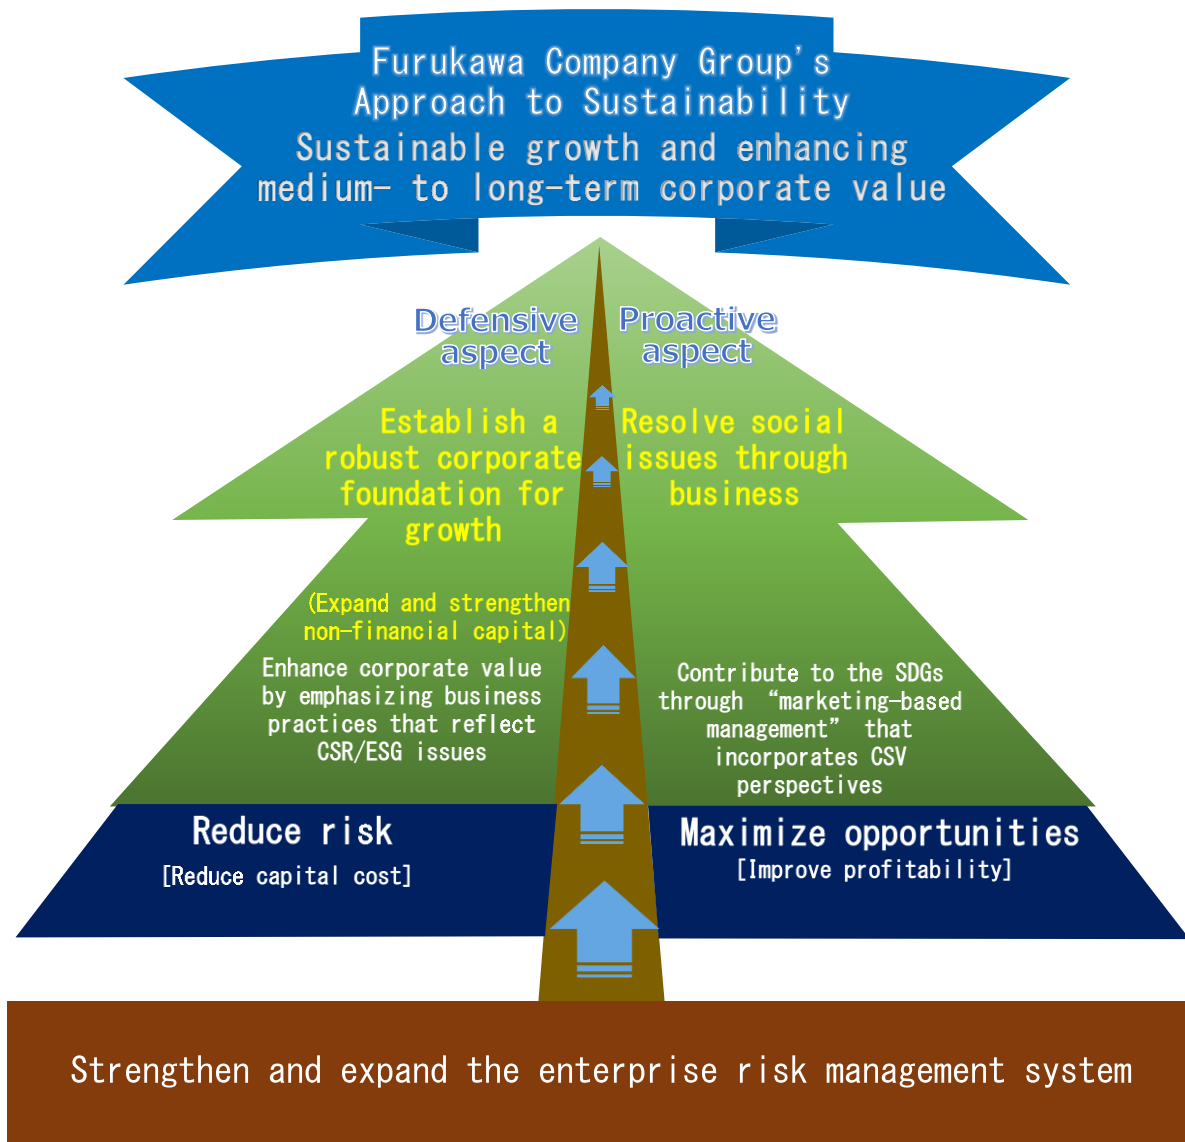 Furukawa Company Group's
Approach to Sustainability
Sustainable growth and enhancing
medium- to long-term corporate value
Defensive
aspect
Proactive
aspect
Establish a
robust corporate
foundation for
growth
Resolve social
issues through
business
(Expand and strengthen
non-financial capital)
Enhance corporate value
by emphasizing business
practices that reflect
CSR/ESG issues
Contribute to the SDGs
through “marketing-based
management” that
incorporates CSV
perspectives
Reduce risk
[Reduce capital cost]
Maximize opportunities
[Improve profitability]
Strengthen and expand the enterprise risk management system